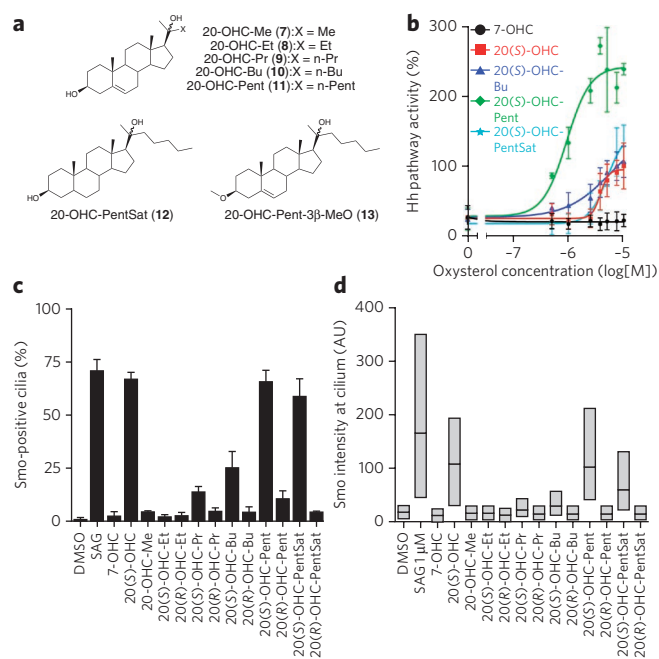 a
OH
X
HO
20-OHC-Me (7):X = Me
20-OHC-Et (8):X = Et
20-OHC-Pr (9):X = n-Pr
20-OHC-Bu (10):X = n-Bu
20-OHC-Pent (11):X = n-Pent
OH
HO
20-OHC-PentSat (12)
OH
O
20-OHC-Pent-3β-MeO (13)
b
7-OHC
20(S)-OHC
20(S)-OHC-
Bu
20(S)-OHC-
Pent
20(S)-OHC-
PentSat
Hh pathway activity (%)
300
200
100
0
0 -7 -6 -5
Oxysterol concentration (log[M])
c
Smo-positive cilia (%)
100
75
50
25
0
DMSO
SAG
7-OHC
20(S)-OHC
20-OHC-Me
20(S)-OHC-Et
20(R)-OHC-Et
20(S)-OHC-Pr
20(R)-OHC-Pr
20(S)-OHC-Bu
20(R)-OHC-Bu
20(S)-OHC-Pent
20(R)-OHC-Pent
20(S)-OHC-PentSat
20(R)-OHC-PentSat
d
Smo intensity at cilium (AU)
400
300
200
100
0
DMSO
SAG 1 µM
7-OHC
20(S)-OHC
20-OHC-Me
20(S)-OHC-Et
20(R)-OHC-Et
20(S)-OHC-Pr
20(R)-OHC-Pr
20(S)-OHC-Bu
20(R)-OHC-Bu
20(S)-OHC-Pent
20(R)-OHC-Pent
20(S)-OHC-PentSat
20(R)-OHC-PentSat